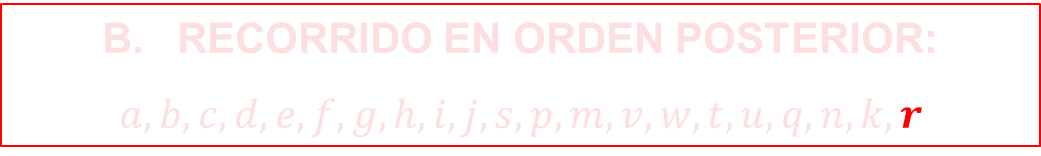 B. RECORRIDO EN ORDEN POSTERIOR:
a, b, c, d, e, f, g, h, i, j, s, p, m, v, w, t, u, q, n, k, r